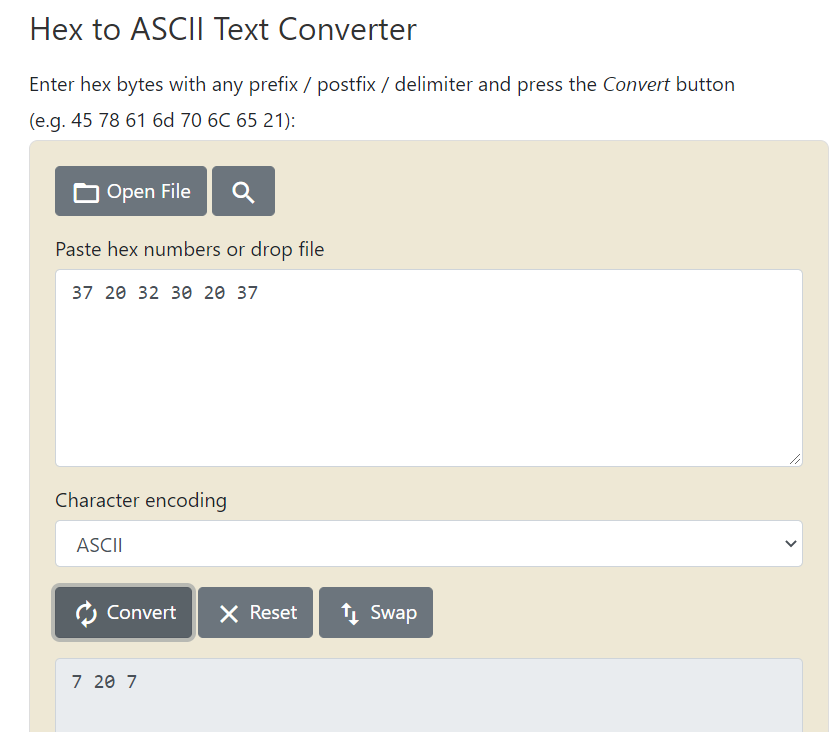 Hex to ASCII Text Converter
Enter hex bytes with any prefix / postfix / delimiter and press the Convert button
(e.g. 45 78 61 6d 70 6C 65 21):
Open File
Paste hex numbers or drop file
37 20 32 30 20 37
Character encoding
ASCII
Convert Reset Swap
7 20 7